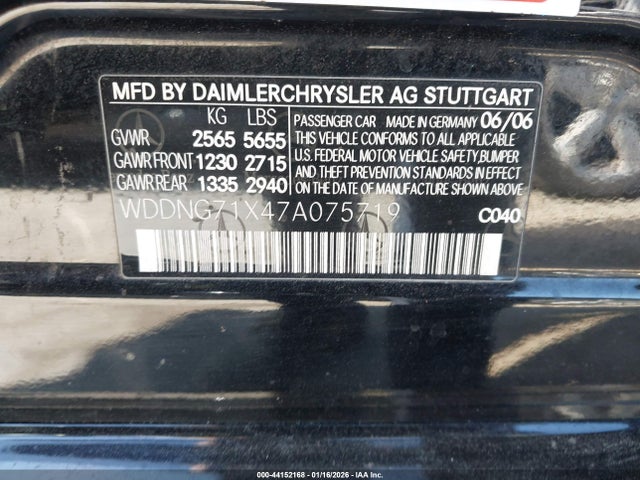 MFD BY DAIMLERCHRYSLER AG STUTTGART
KG LBS
GVWR 2565 5655
GAWR FRONT 1230 2715
GAWR REAR 1335 2940
PASSENGER CAR MADE IN GERMANY 06/06
THIS VEHICLE CONFORMS TO ALL APPLICABLE
U.S. FEDERAL MOTOR VEHICLE SAFETY, BUMPER
AND THEFT PREVENTION STANDARDS IN EFFECT
ON THE DATE OF MANUFACTURE SHOWN ABOVE.
WDDNG71X47A075719
C040
000-44152168 - 01/16/2026 - IAA Inc.